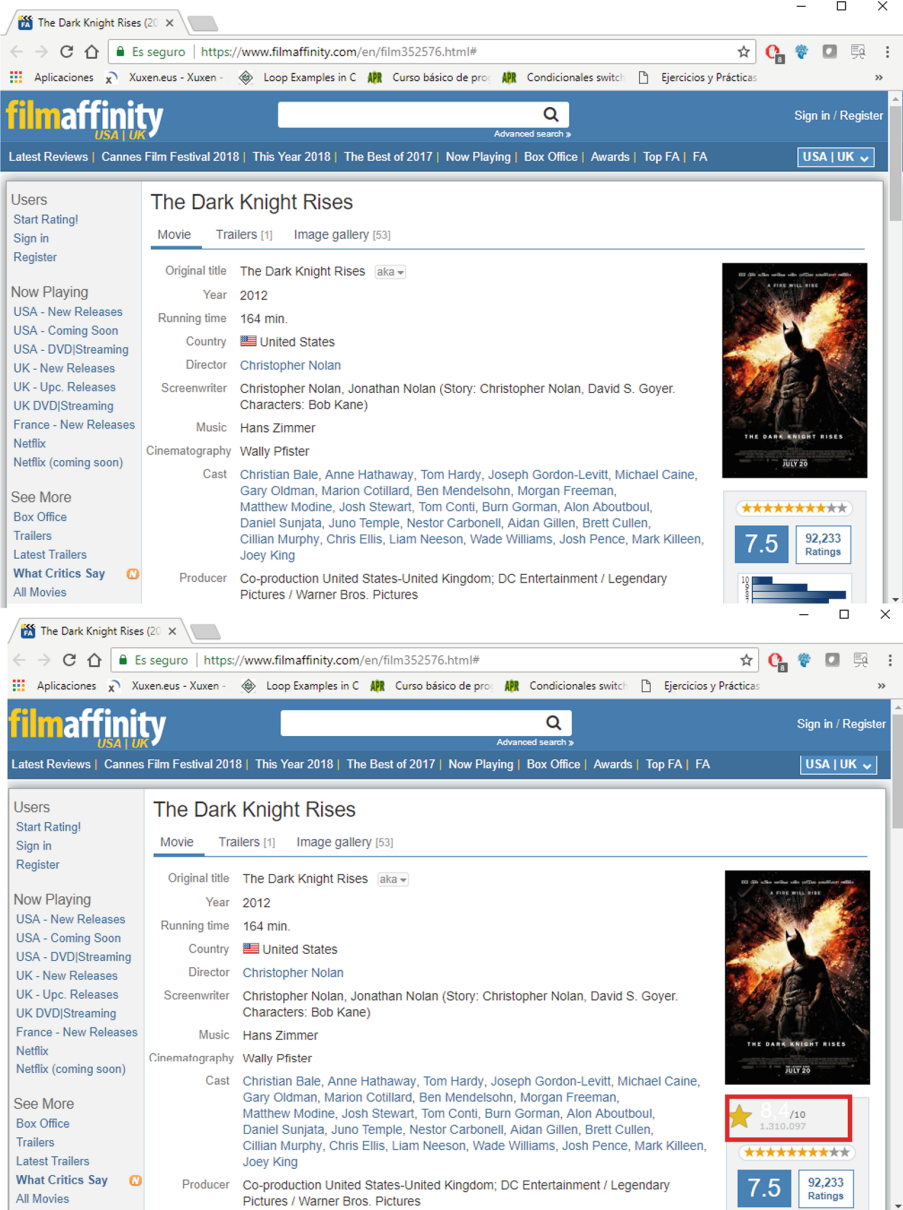 The Dark Knight Rises (20
Es seguro | https://www.filmaffinity.com/en/film352576.html#
8
Aplicaciones Xuxen.eus - Xuxen - Loop Examples in C APR Curso básico de pro APR Condicionales switch Ejercicios y Prácticas »
filmaffinity
USA | UK
Advanced search »
Sign in / Register
Latest Reviews | Cannes Film Festival 2018 | This Year 2018 | The Best of 2017 | Now Playing | Box Office | Awards | Top FA | FA USA | UK
Users
Start Rating!
Sign in
Register
Now Playing
USA - New Releases
USA - Coming Soon
USA - DVD|Streaming
UK - New Releases
UK - Upc. Releases
UK DVD|Streaming
France - New Releases
Netflix
Netflix (coming soon)
See More
Box Office
Trailers
Latest Trailers
What Critics Say N
All Movies
The Dark Knight Rises
Movie Trailers [1] Image gallery [53]
Original title The Dark Knight Rises aka
Year 2012
Running time 164 min.
Country United States
Director Christopher Nolan
Screenwriter Christopher Nolan, Jonathan Nolan (Story: Christopher Nolan, David S. Goyer.
Characters: Bob Kane)
Music Hans Zimmer
Cinematography Wally Pfister
Cast Christian Bale, Anne Hathaway, Tom Hardy, Joseph Gordon-Levitt, Michael Caine,
Gary Oldman, Marion Cotillard, Ben Mendelsohn, Morgan Freeman,
Matthew Modine, Josh Stewart, Tom Conti, Burn Gorman, Alon Aboutboul,
Daniel Sunjata, Juno Temple, Nestor Carbonell, Aidan Gillen, Brett Cullen,
Cillian Murphy, Chris Ellis, Liam Neeson, Wade Williams, Josh Pence, Mark Killeen,
Joey King
Producer Co-production United States-United Kingdom; DC Entertainment / Legendary
Pictures / Warner Bros. Pictures
A FIRE WILL RISE
THE DARK KNIGHT RISES
JULY 20
7.5
92,233
Ratings
10
The Dark Knight Rises (20
Es seguro | https://www.filmaffinity.com/en/film352576.html#
8
Aplicaciones Xuxen.eus - Xuxen - Loop Examples in C APR Curso básico de pro APR Condicionales switch Ejercicios y Prácticas »
filmaffinity
USA | UK
Advanced search »
Sign in / Register
Latest Reviews | Cannes Film Festival 2018 | This Year 2018 | The Best of 2017 | Now Playing | Box Office | Awards | Top FA | FA USA | UK
Users
Start Rating!
Sign in
Register
Now Playing
USA - New Releases
USA - Coming Soon
USA - DVD|Streaming
UK - New Releases
UK - Upc. Releases
UK DVD|Streaming
France - New Releases
Netflix
Netflix (coming soon)
See More
Box Office
Trailers
Latest Trailers
What Critics Say N
All Movies
The Dark Knight Rises
Movie Trailers [1] Image gallery [53]
Original title The Dark Knight Rises aka
Year 2012
Running time 164 min.
Country United States
Director Christopher Nolan
Screenwriter Christopher Nolan, Jonathan Nolan (Story: Christopher Nolan, David S. Goyer.
Characters: Bob Kane)
Music Hans Zimmer
Cinematography Wally Pfister
Cast Christian Bale, Anne Hathaway, Tom Hardy, Joseph Gordon-Levitt, Michael Caine,
Gary Oldman, Marion Cotillard, Ben Mendelsohn, Morgan Freeman,
Matthew Modine, Josh Stewart, Tom Conti, Burn Gorman, Alon Aboutboul,
Daniel Sunjata, Juno Temple, Nestor Carbonell, Aidan Gillen, Brett Cullen,
Cillian Murphy, Chris Ellis, Liam Neeson, Wade Williams, Josh Pence, Mark Killeen,
Joey King
Producer Co-production United States-United Kingdom; DC Entertainment / Legendary
Pictures / Warner Bros. Pictures
A FIRE WILL RISE
THE DARK KNIGHT RISES
JULY 20
8,4/10
1.310.097
7.5
92,233
Ratings